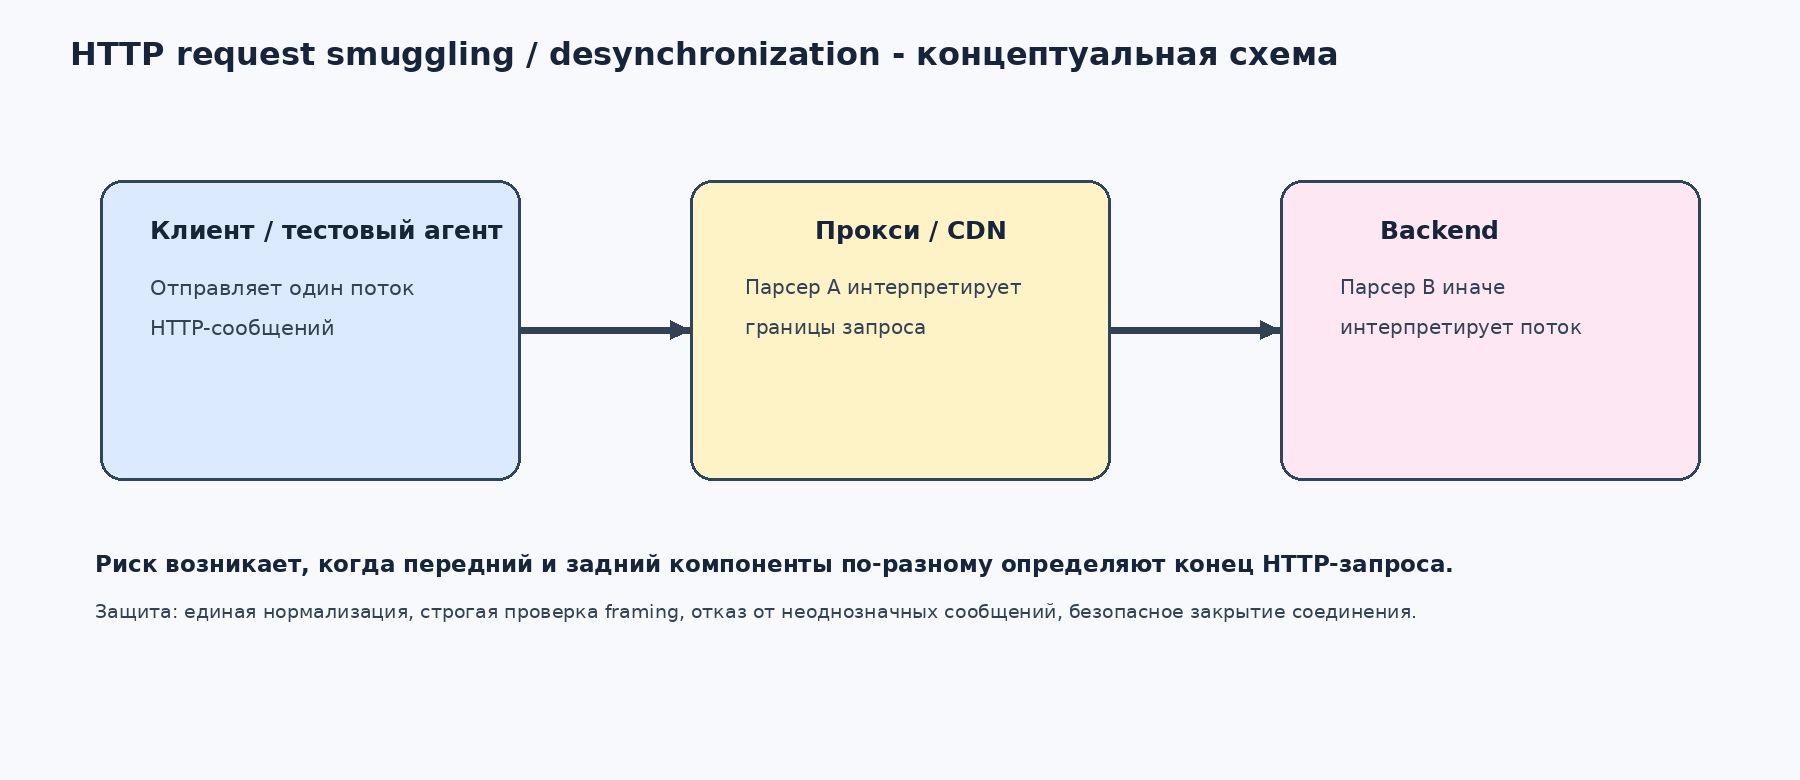 HTTP request smuggling / desynchronization - концептуальная схема
Клиент / тестовый агент
Отправляет один поток
HTTP-сообщений
Прокси / CDN
Парсер A интерпретирует
границы запроса
Backend
Парсер B иначе
интерпретирует поток
Риск возникает, когда передний и задний компоненты по-разному определяют конец HTTP-запроса.
Защита: единая нормализация, строгая проверка framing, отказ от неоднозначных сообщений, безопасное закрытие соединения.